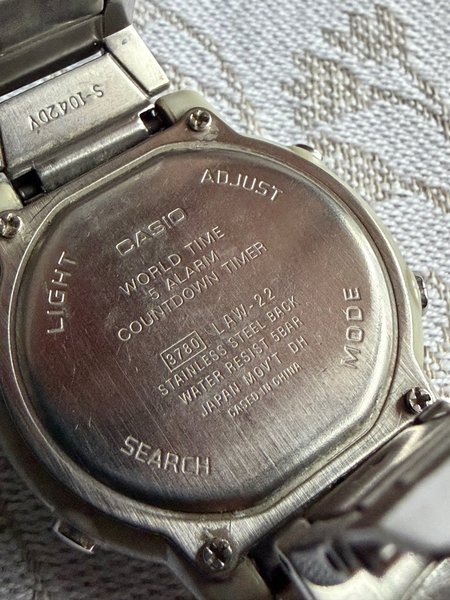 S-1042DY
ADJUST
LIGHT
CASIO
WORLD TIME
5 ALARM
COUNTDOWN TIMER
3780 LAW-22
STAINLESS STEEL BACK
WATER RESIST 5BAR
JAPAN MOV'T DH
CASED IN CHINA
MODE
SEARCH